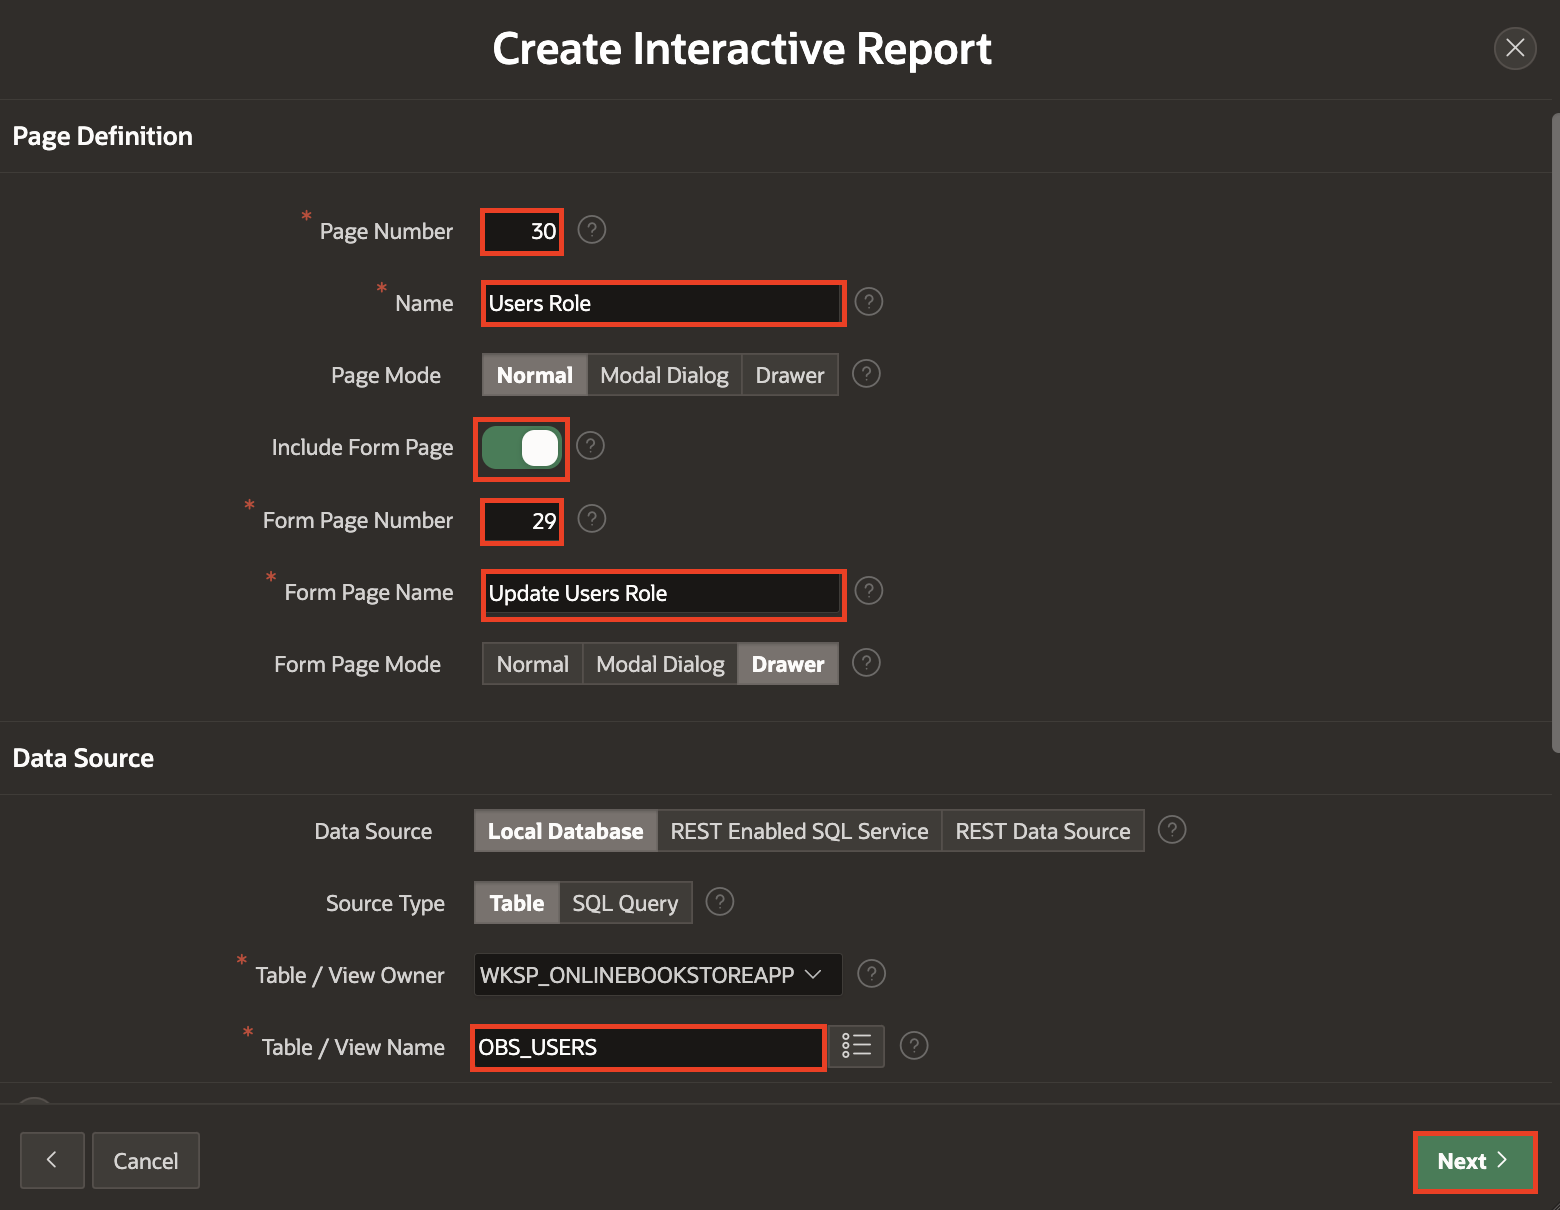 Create Interactive Report
Page Definition
* Page Number 30 ?
* Name Users Role ?
Page Mode Normal Modal Dialog Drawer ?
Include Form Page ?
* Form Page Number 29 ?
* Form Page Name Update Users Role ?
Form Page Mode Normal Modal Dialog Drawer ?
Data Source
Data Source Local Database REST Enabled SQL Service REST Data Source ?
Source Type Table SQL Query ?
* Table / View Owner WKSP_ONLINEBOOKSTOREAPP ?
* Table / View Name OBS_USERS ?
Cancel Next